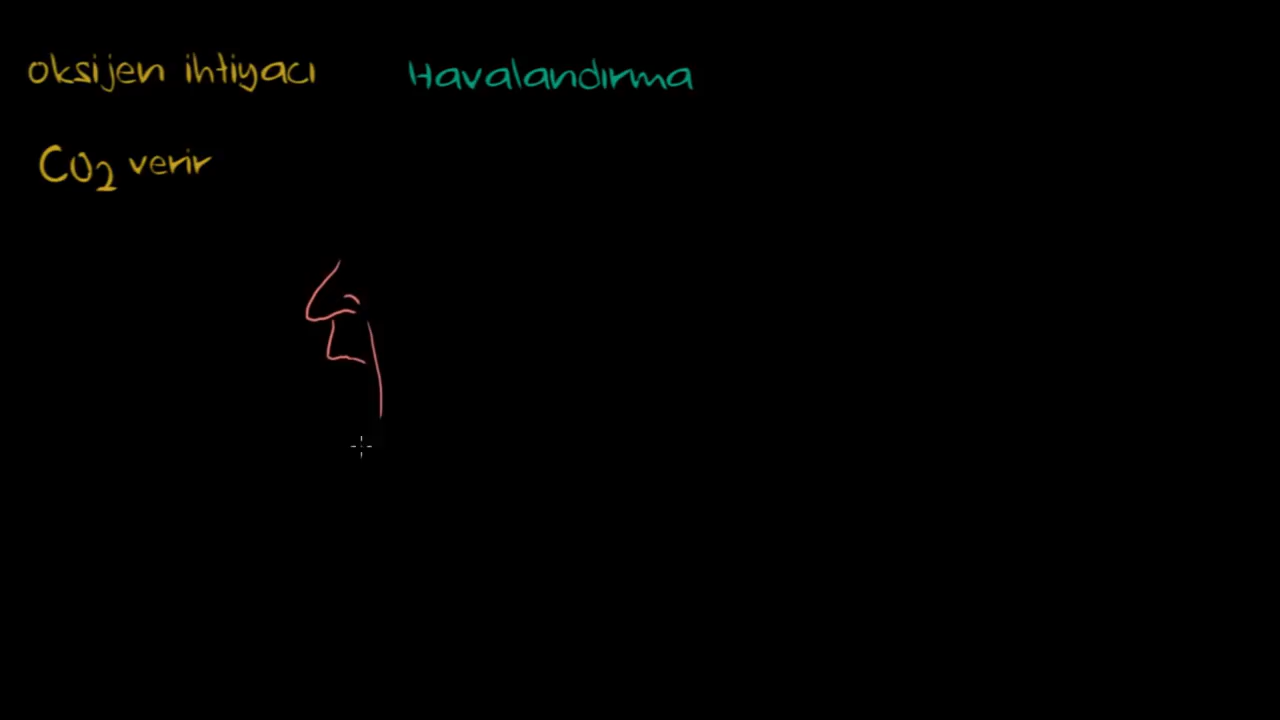 oksijen ihtiyacı
Havalandırma
CO₂ verir